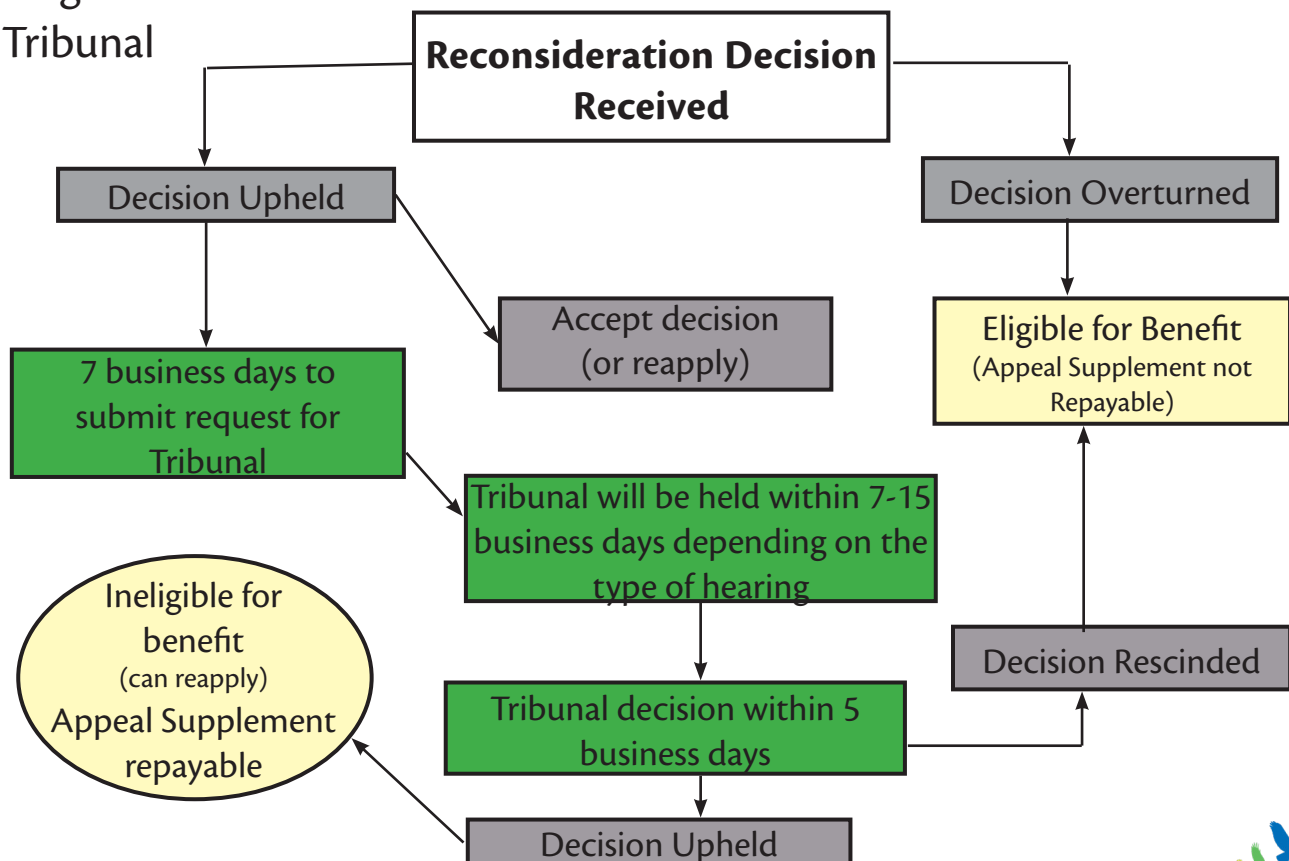 Tribunal
Reconsideration Decision
Received
Decision Upheld
Decision Overturned
Accept decision
(or reapply)
Eligible for Benefit
(Appeal Supplement not
Repayable)
7 business days to
submit request for
Tribunal
Tribunal will be held within 7-15
business days depending on the
type of hearing
Ineligible for
benefit
(can reapply)
Appeal Supplement
repayable
Decision Rescinded
Tribunal decision within 5
business days
Decision Upheld